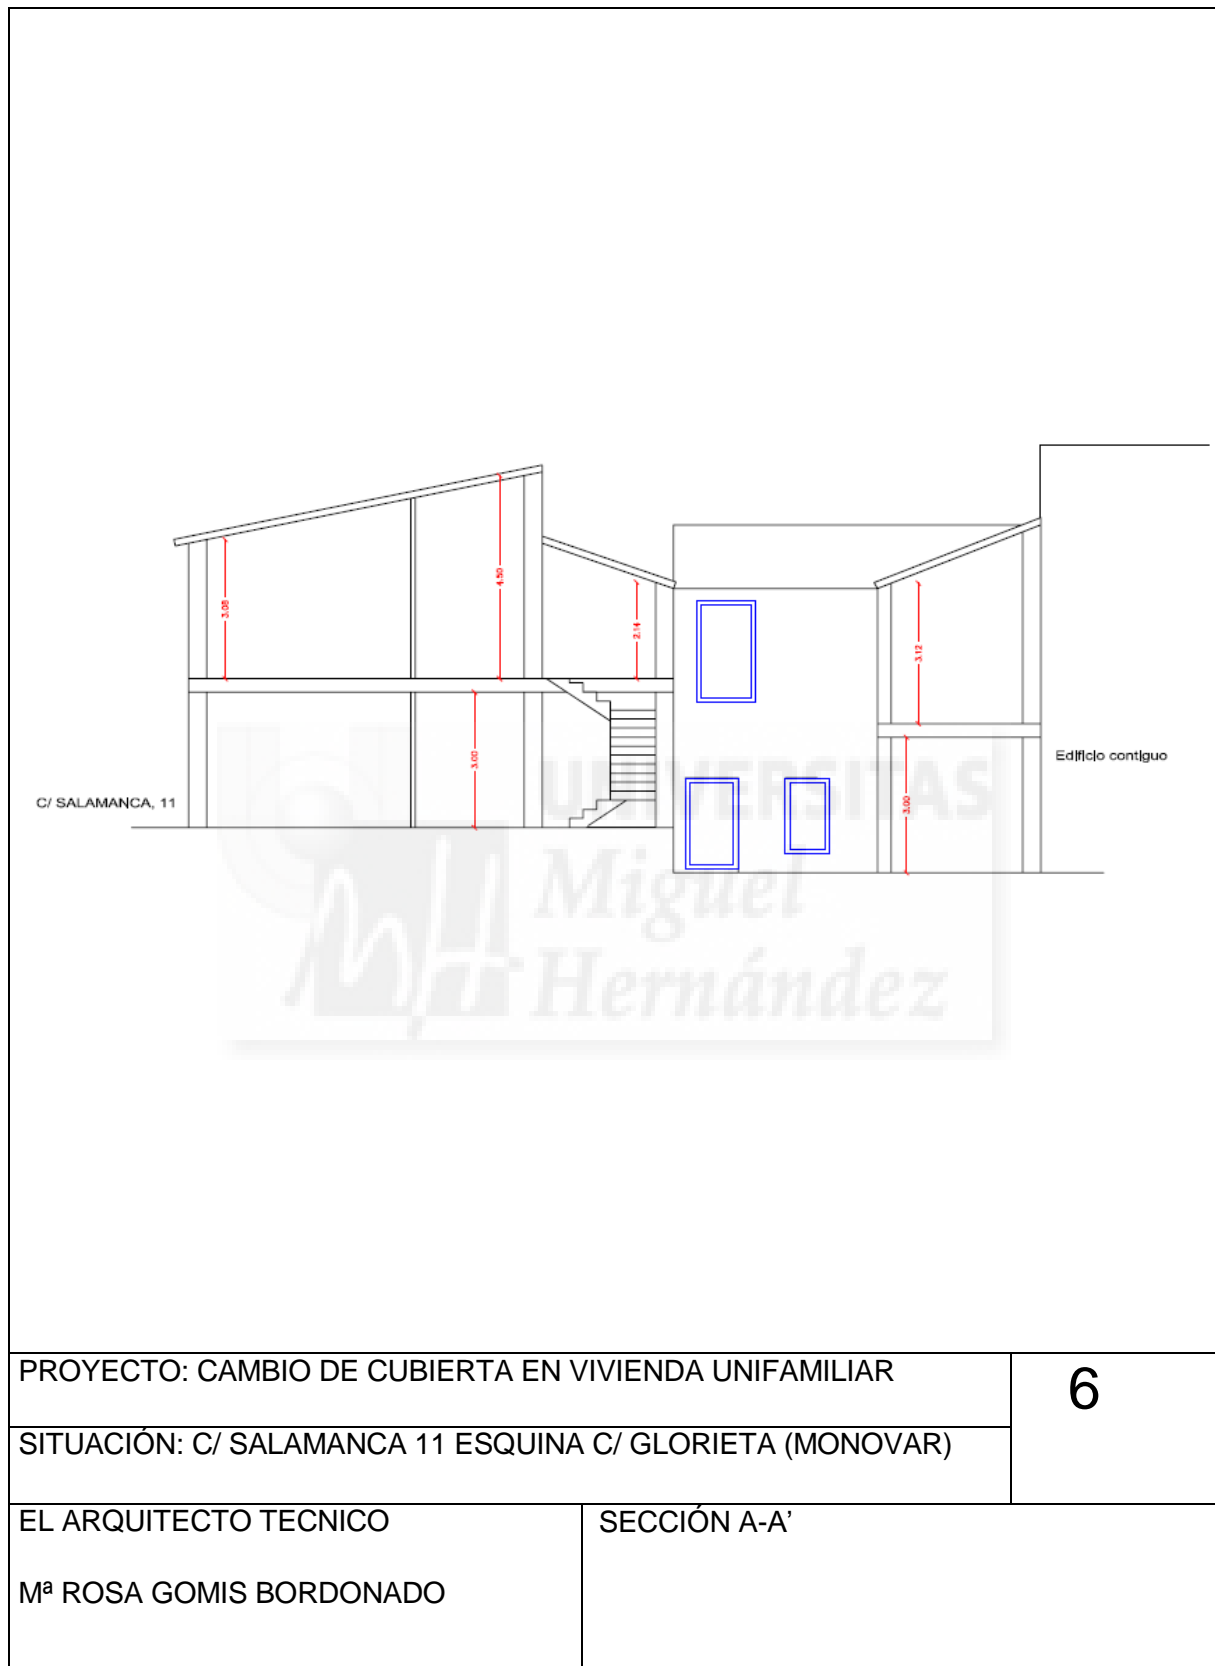 4.50
3.08
2.14
3.12
3.00
3.00
Edificio contiguo
C/ SALAMANCA, 11
UNIVERSITAS
Miguel
Hernández
PROYECTO: CAMBIO DE CUBIERTA EN VIVIENDA UNIFAMILIAR
6
SITUACIÓN: C/ SALAMANCA 11 ESQUINA C/ GLORIETA (MONOVAR)
EL ARQUITECTO TECNICO
SECCIÓN A-A’
Mª ROSA GOMIS BORDONADO